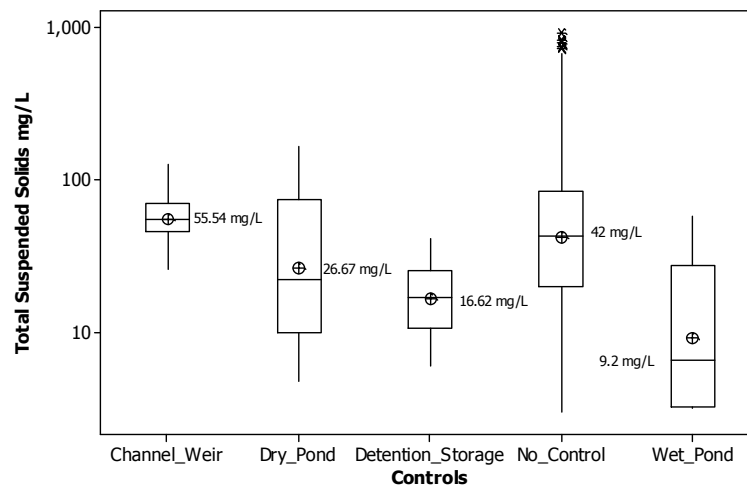 1,000
100
10
Total Suspended Solids mg/L
55.54 mg/L
26.67 mg/L
16.62 mg/L
42 mg/L
9.2 mg/L
Channel_Weir
Dry_Pond
Detention_Storage
No_Control
Wet_Pond
Controls